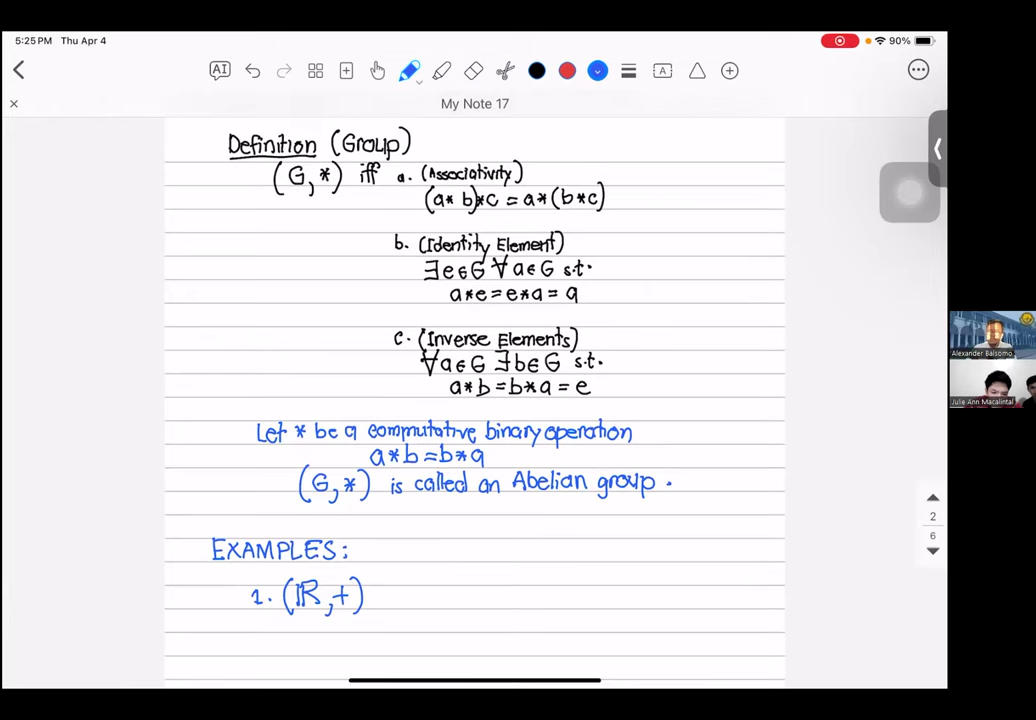 5:25 PM Thu Apr 4
90%
AI
A
My Note 17
Definition (Group)
(G, *) iff a. (Associativity)
(a * b) * c = a * (b * c)
b. (Identity Element)
∃ e ∈ G ∀ a ∈ G s.t.
a * e = e * a = a
c. (Inverse Elements)
∀ a ∈ G ∃ b ∈ G s.t.
a * b = b * a = e
Let * be a commutative binary operation
a * b = b * a
(G, *) is called an Abelian group.
EXAMPLES:
1. (ℝ, +)
2
6
Alexander Balsomo
Julie Ann Macalintal